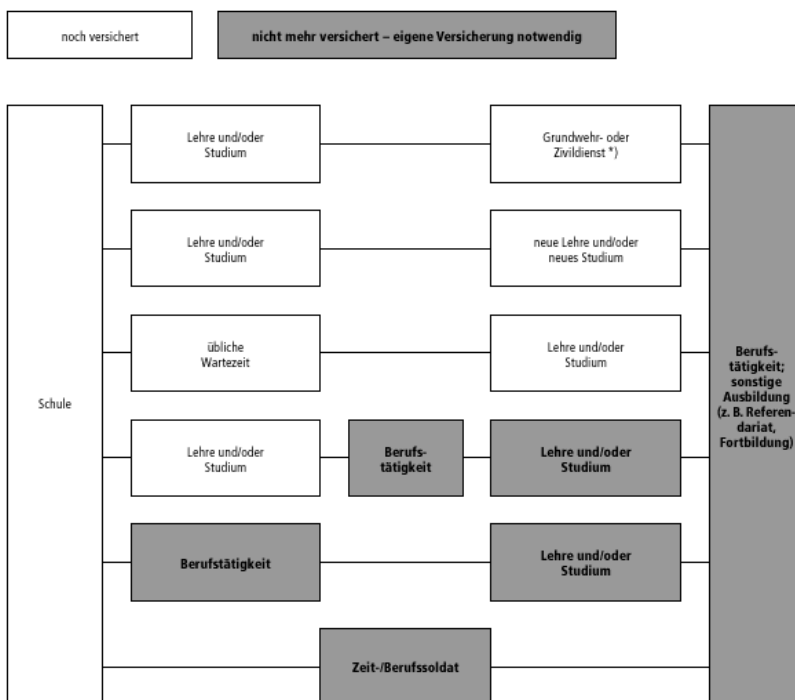 noch versichert
nicht mehr versichert – eigene Versicherung notwendig
Schule
Lehre und/oder
Studium
Grundwehr- oder
Zivildienst *)
Lehre und/oder
Studium
neue Lehre und/oder
neues Studium
übliche
Wartezeit
Lehre und/oder
Studium
Lehre und/oder
Studium
Berufs-
tätigkeit
Lehre und/oder
Studium
Berufstätigkeit
Lehre und/oder
Studium
Zeit-/Berufssoldat
Berufs-
tätigkeit;
sonstige
Ausbildung
(z. B. Referen-
dariat,
Fortbildung)